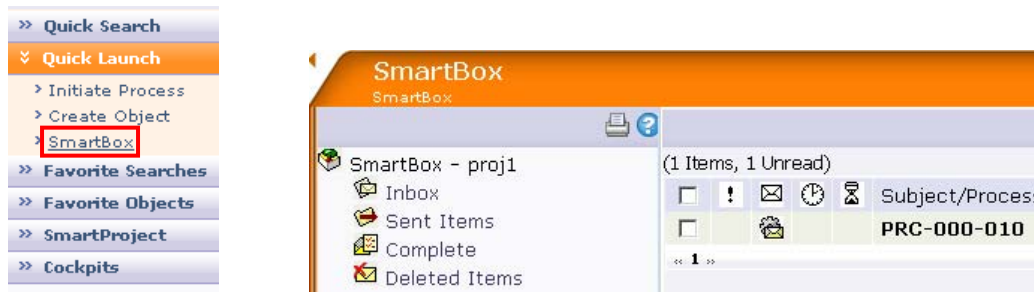 » Quick Search
Quick Launch
Initiate Process
Create Object
SmartBox
» Favorite Searches
» Favorite Objects
» SmartProject
» Cockpits
SmartBox
SmartBox
SmartBox - proj1
Inbox
Sent Items
Complete
Deleted Items
(1 Items, 1 Unread)
! Subject/Process
PRC-000-010
« 1 »